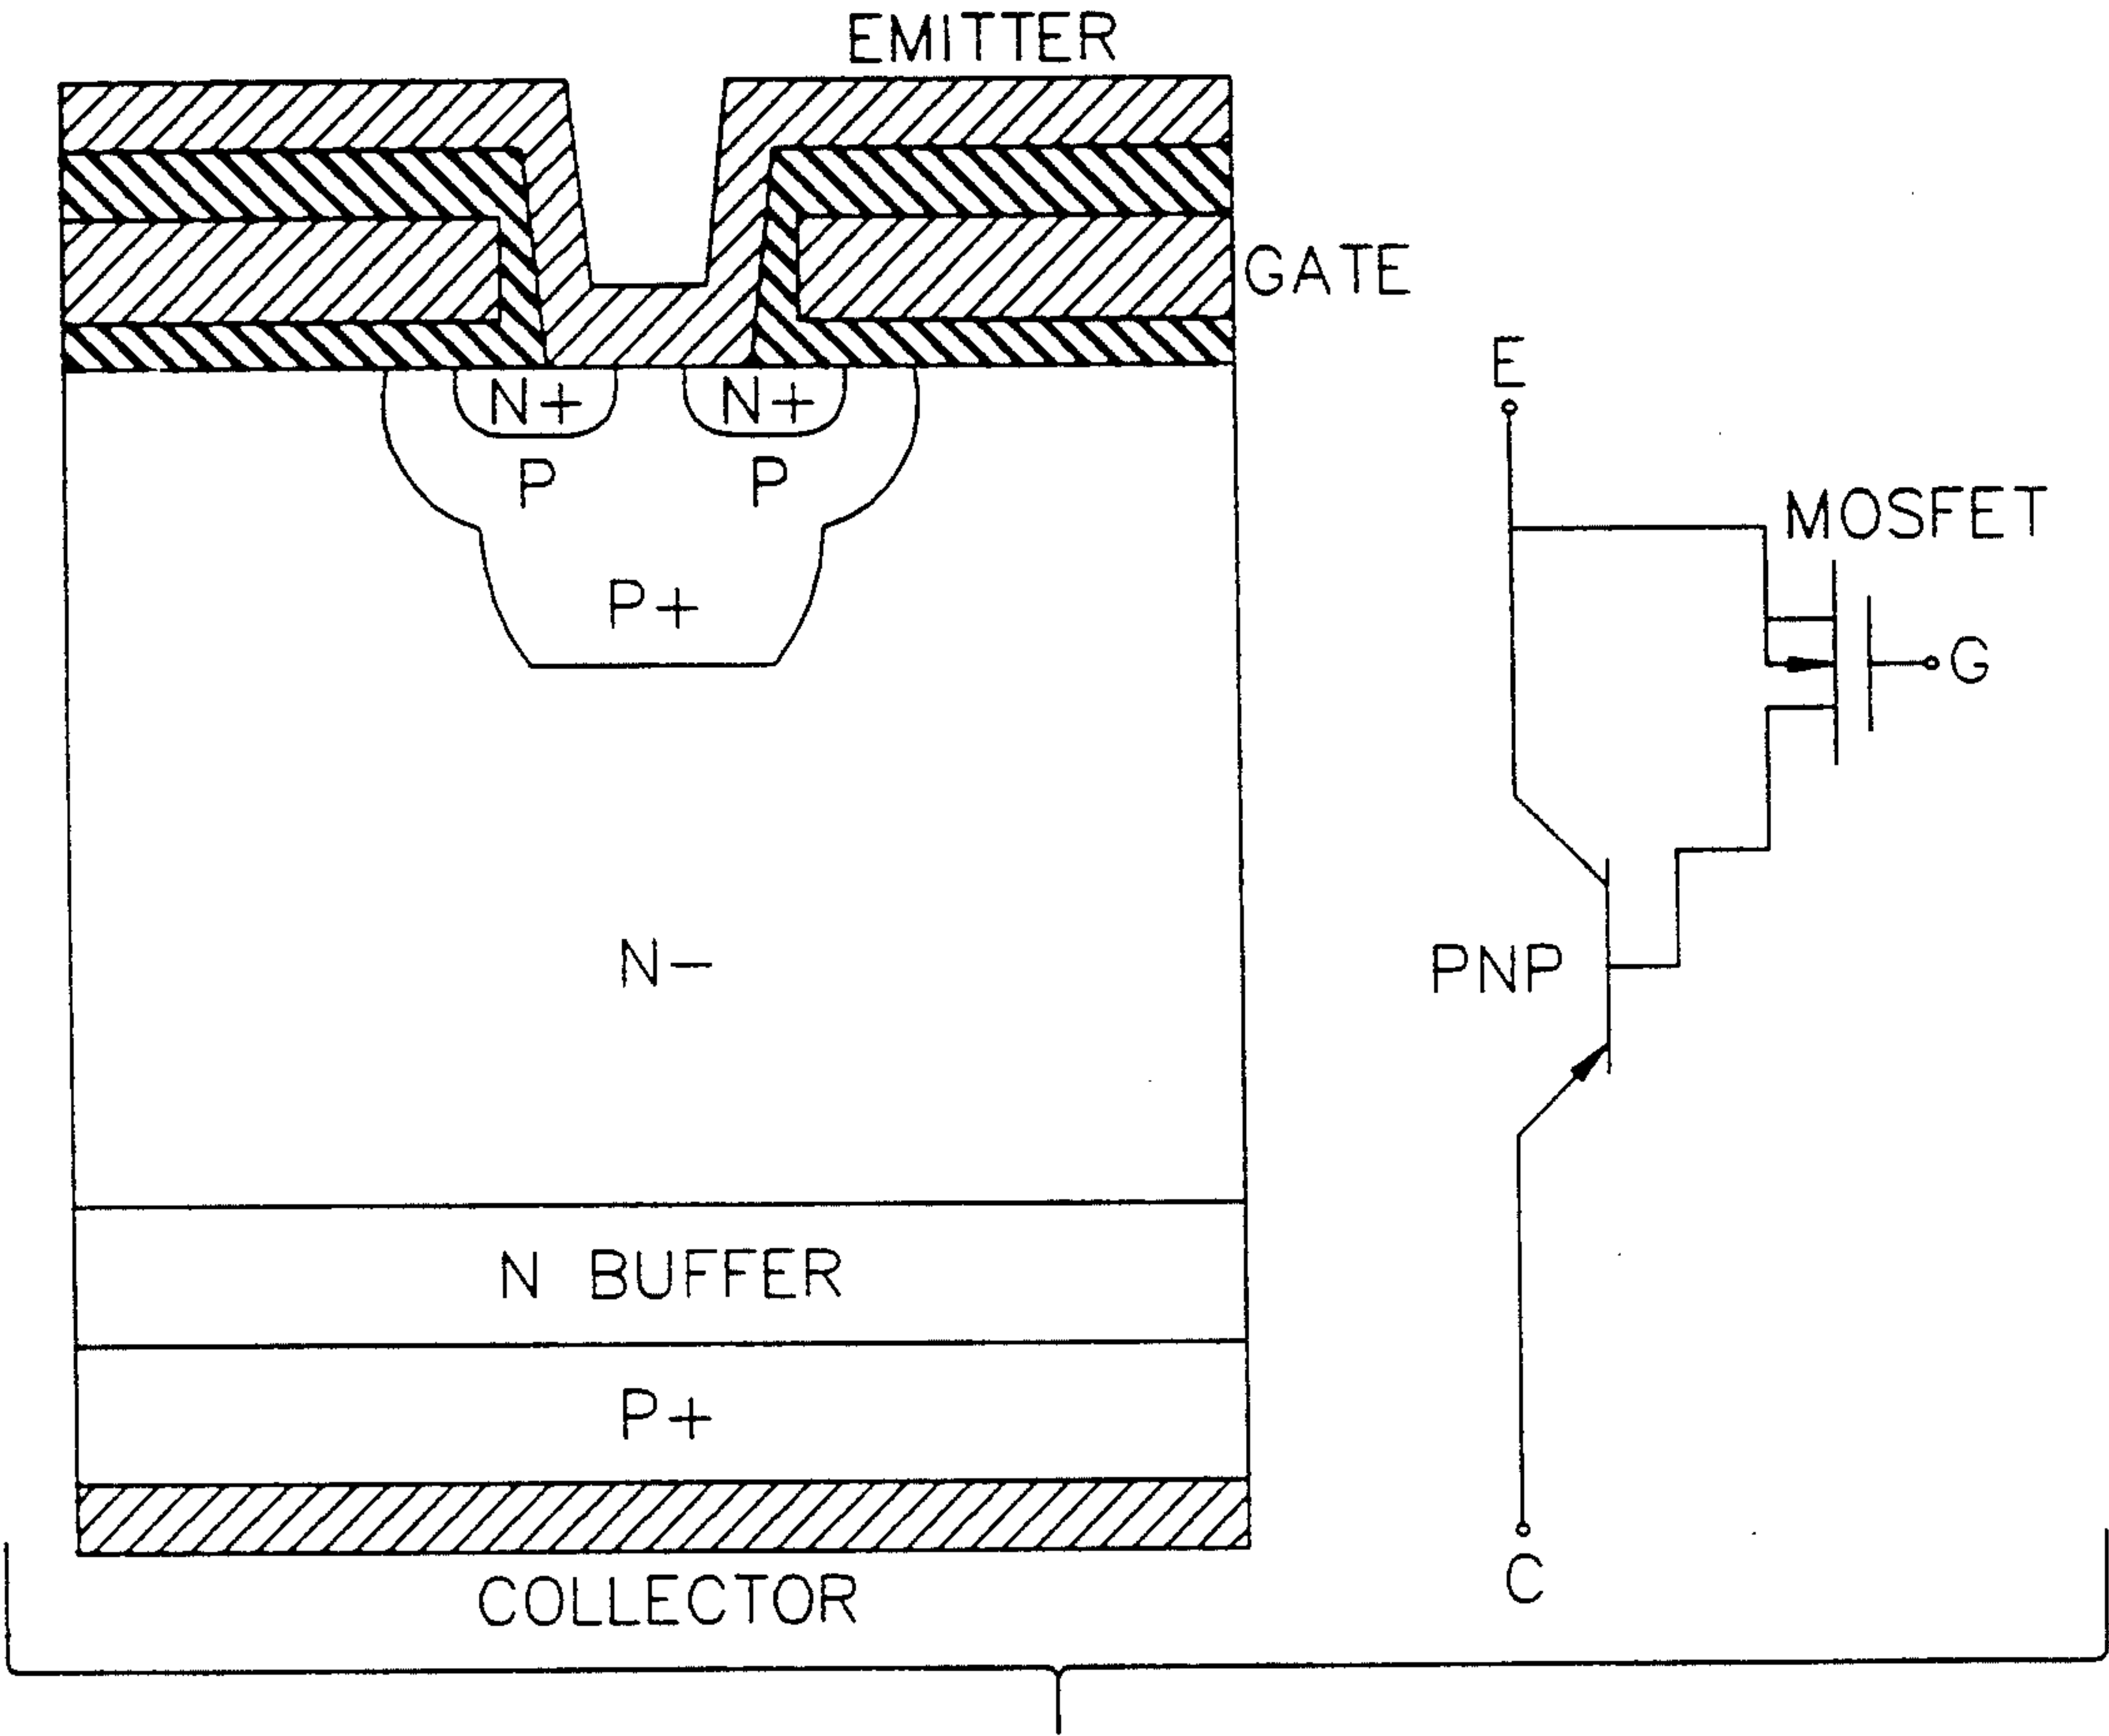 EMITTER
GATE
N+ N+
P P
P+
N-
N BUFFER
P+
COLLECTOR
E
MOSFET
G
PNP
C